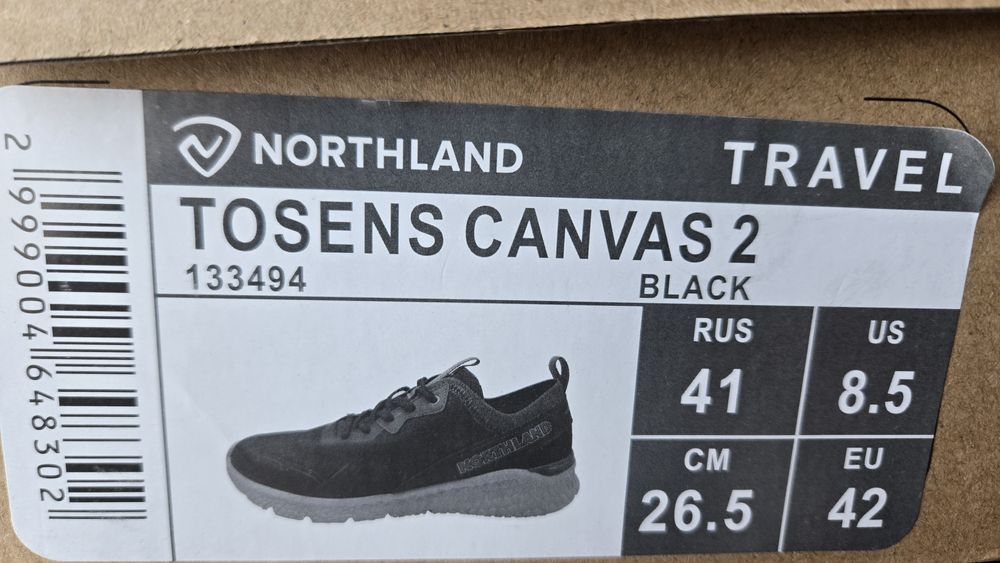 NORTHLAND
TRAVEL
TOSENS CANVAS 2
133494
BLACK
RUS
41
US
8.5
CM
26.5
EU
42
NORTHLAND
2 999004 648302